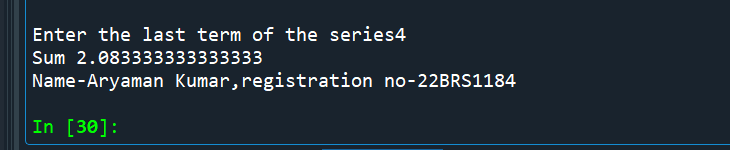 Enter the last term of the series4
Sum 2.083333333333333
Name-Aryaman Kumar,registration no-22BRS1184
In [30]: